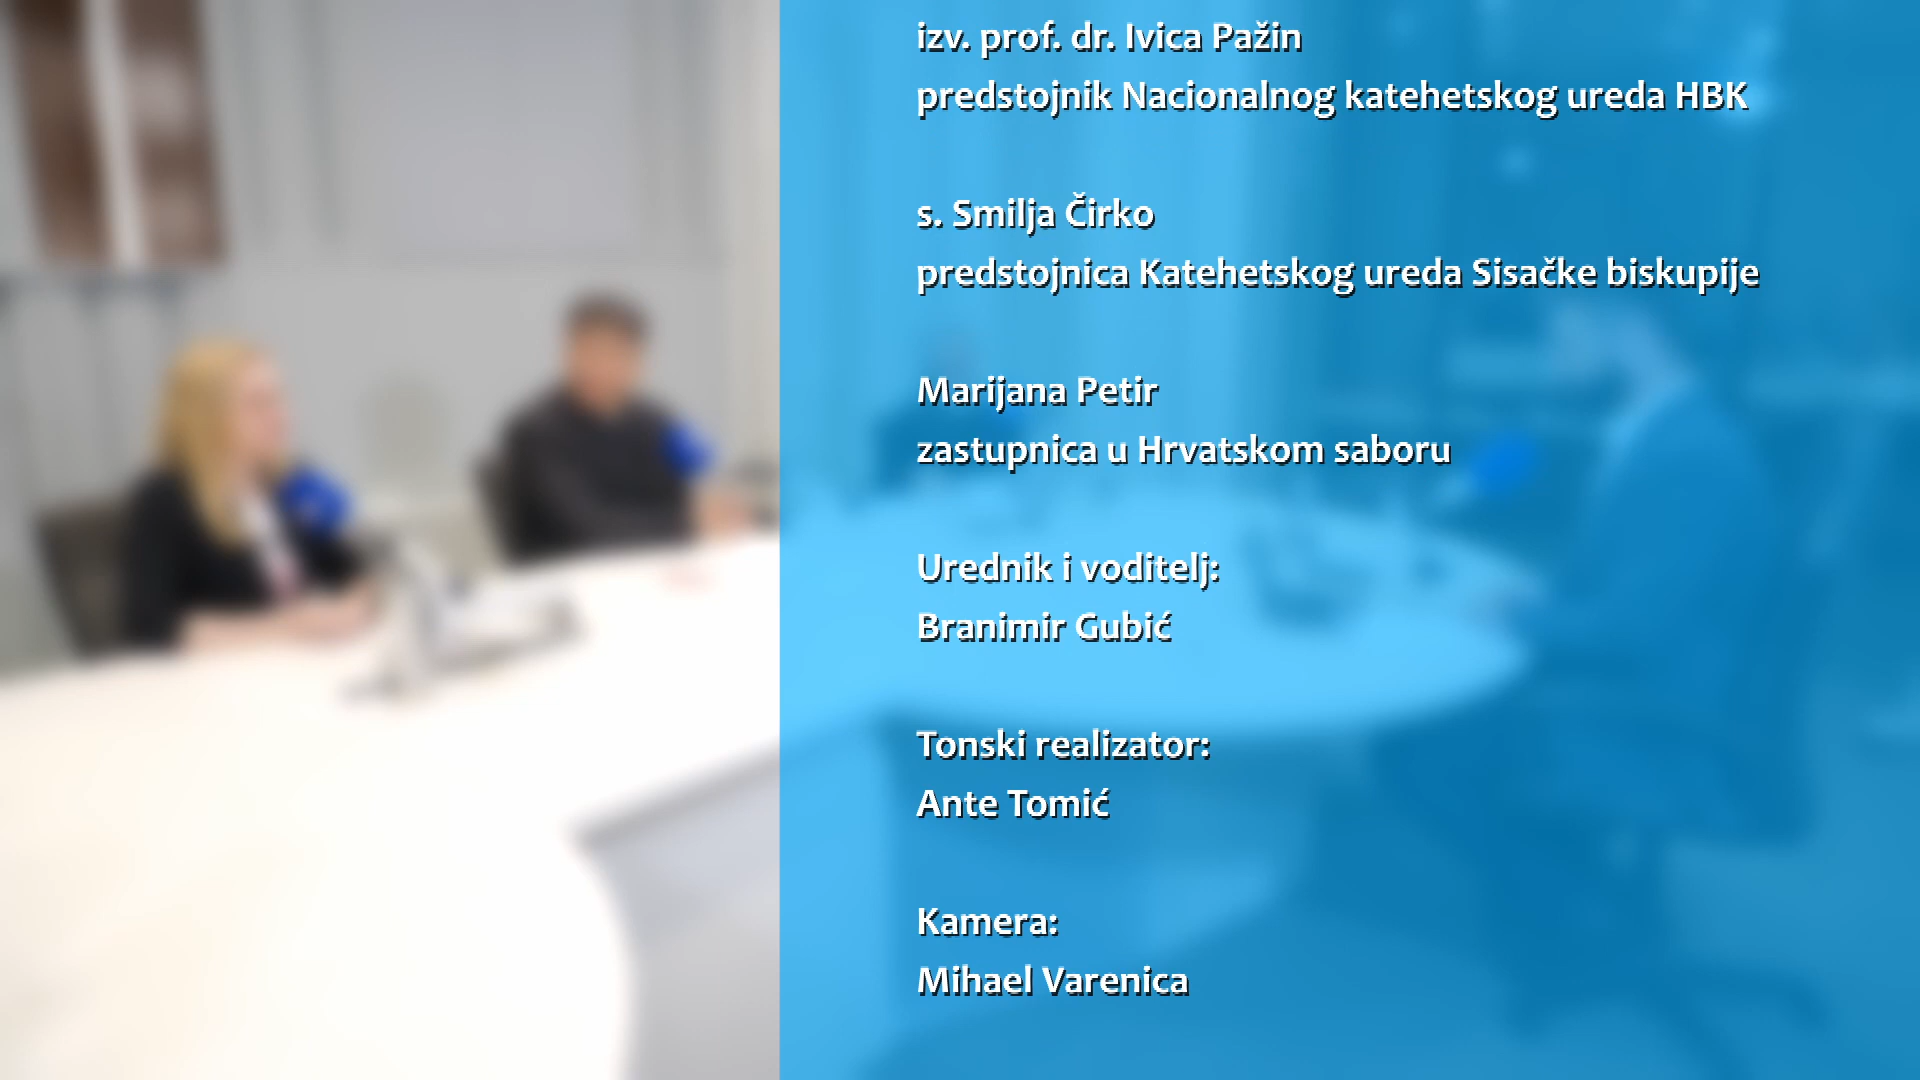 izv. prof. dr. Ivica Pažin
predstojnik Nacionalnog katehetskog ureda HBK
s. Smilja Čirko
predstojnica Katehetskog ureda Sisačke biskupije
Marijana Petir
zastupnica u Hrvatskom saboru
Urednik i voditelj:
Branimir Gubić
Tonski realizator:
Ante Tomić
Kamera:
Mihael Varenica